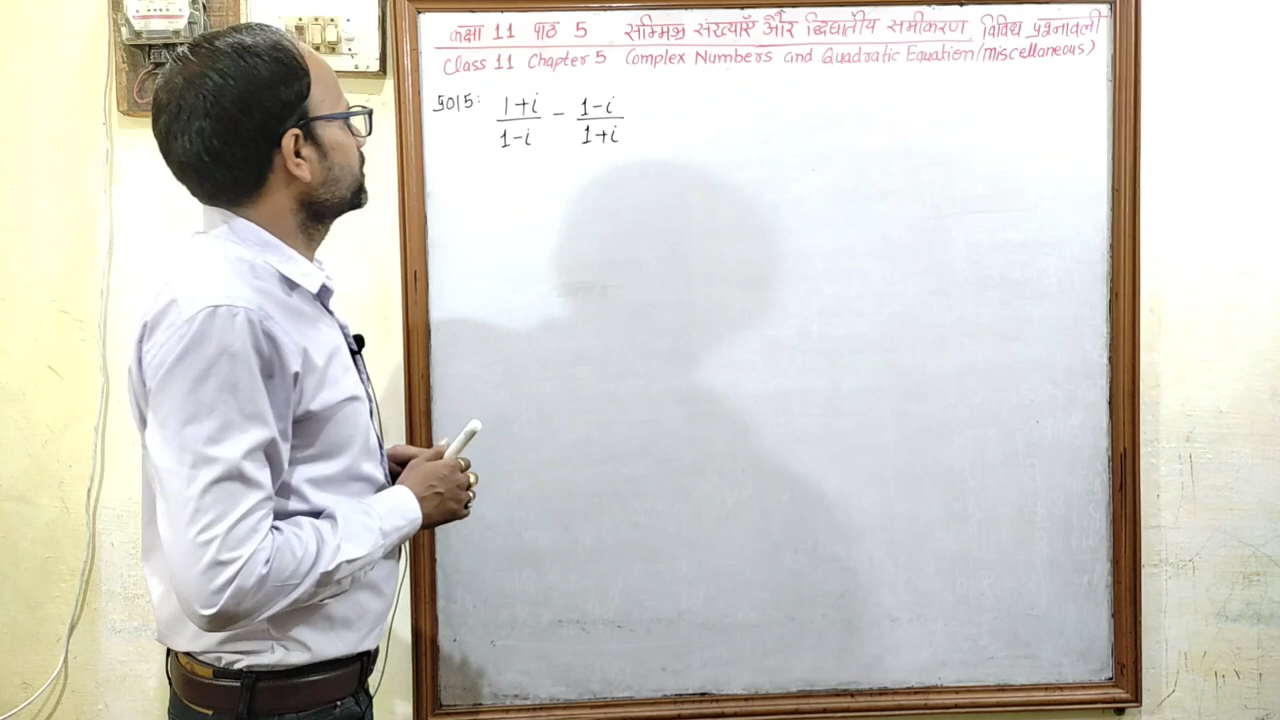 कक्षा 11 पाठ 5 सम्मिश्र संख्याएँ और द्विघातीय समीकरण विविध प्रश्नावली
Class 11 Chapter 5 Complex Numbers and Quadratic Equation (Miscellaneous)
प्र015: (1+i)/(1-i) - (1-i)/(1+i)